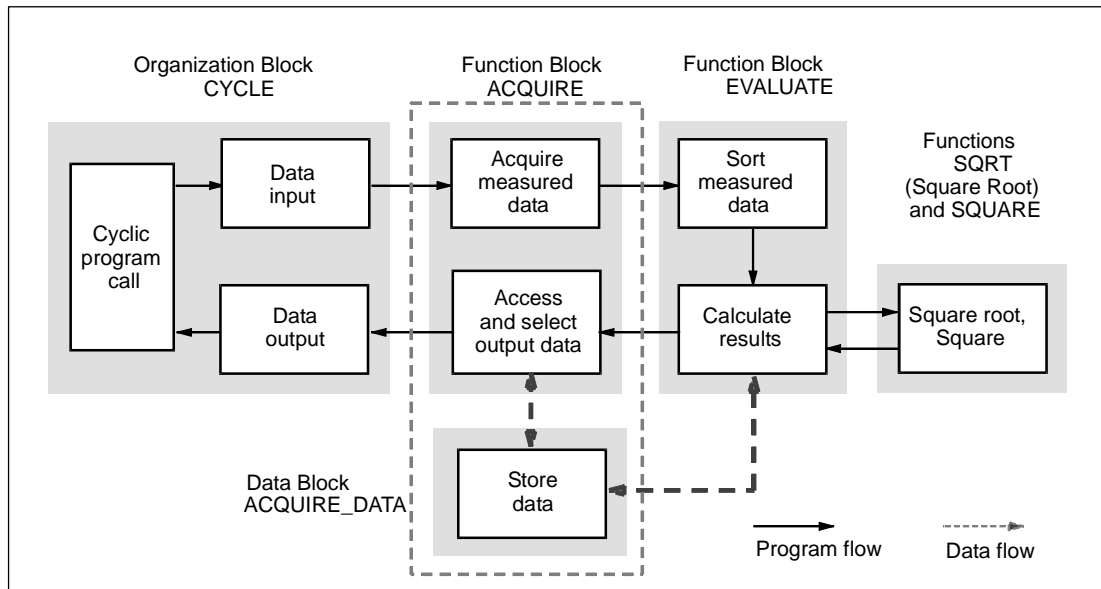 Organization Block
CYCLE
Function Block
ACQUIRE
Function Block
EVALUATE
Functions
SQRT
(Square Root)
and SQUARE
Cyclic
program
call
Data
input
Acquire
measured
data
Sort
measured
data
Data
output
Access
and select
output data
Calculate
results
Square root,
Square
Data Block
ACQUIRE_DATA
Store
data
Program flow
Data flow